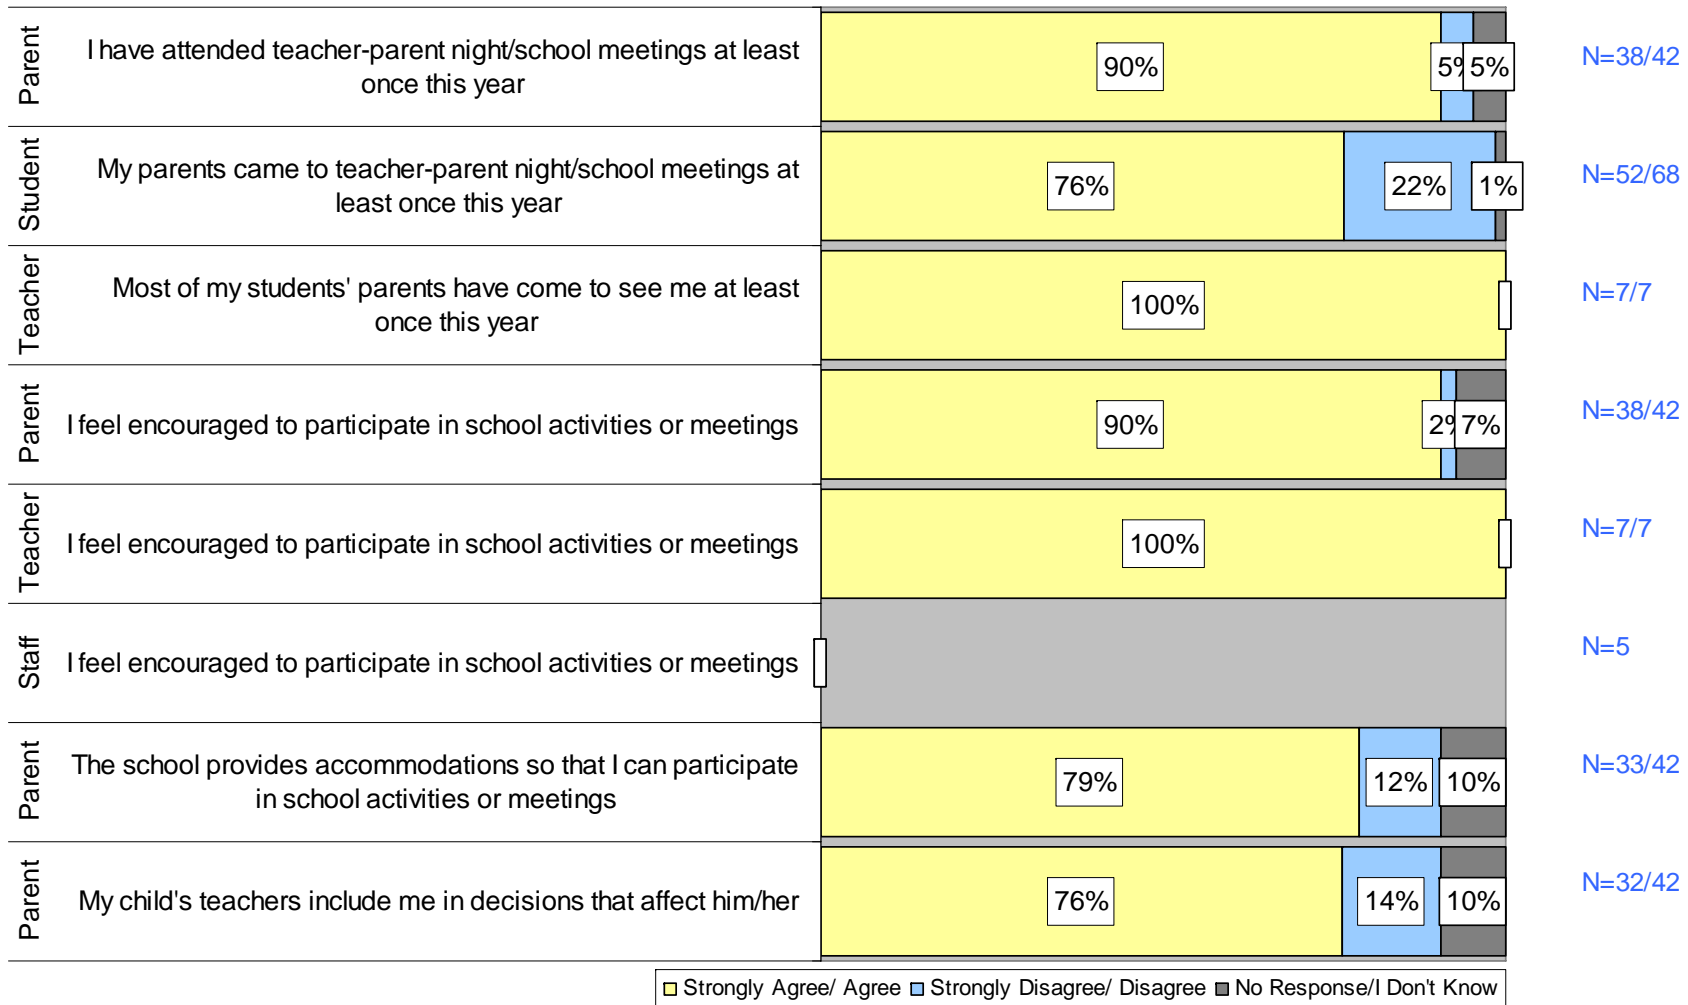 Parent
I have attended teacher-parent night/school meetings at least
once this year
90%
5%
5%
N=38/42
Student
My parents came to teacher-parent night/school meetings at
least once this year
76%
22%
1%
N=52/68
Teacher
Most of my students' parents have come to see me at least
once this year
100%
N=7/7
Parent
I feel encouraged to participate in school activities or meetings
90%
2%
7%
N=38/42
Teacher
I feel encouraged to participate in school activities or meetings
100%
N=7/7
Staff
I feel encouraged to participate in school activities or meetings
N=5
Parent
The school provides accommodations so that I can participate
in school activities or meetings
79%
12%
10%
N=33/42
Parent
My child's teachers include me in decisions that affect him/her
76%
14%
10%
N=32/42
Strongly Agree/ Agree Strongly Disagree/ Disagree No Response/I Don't Know